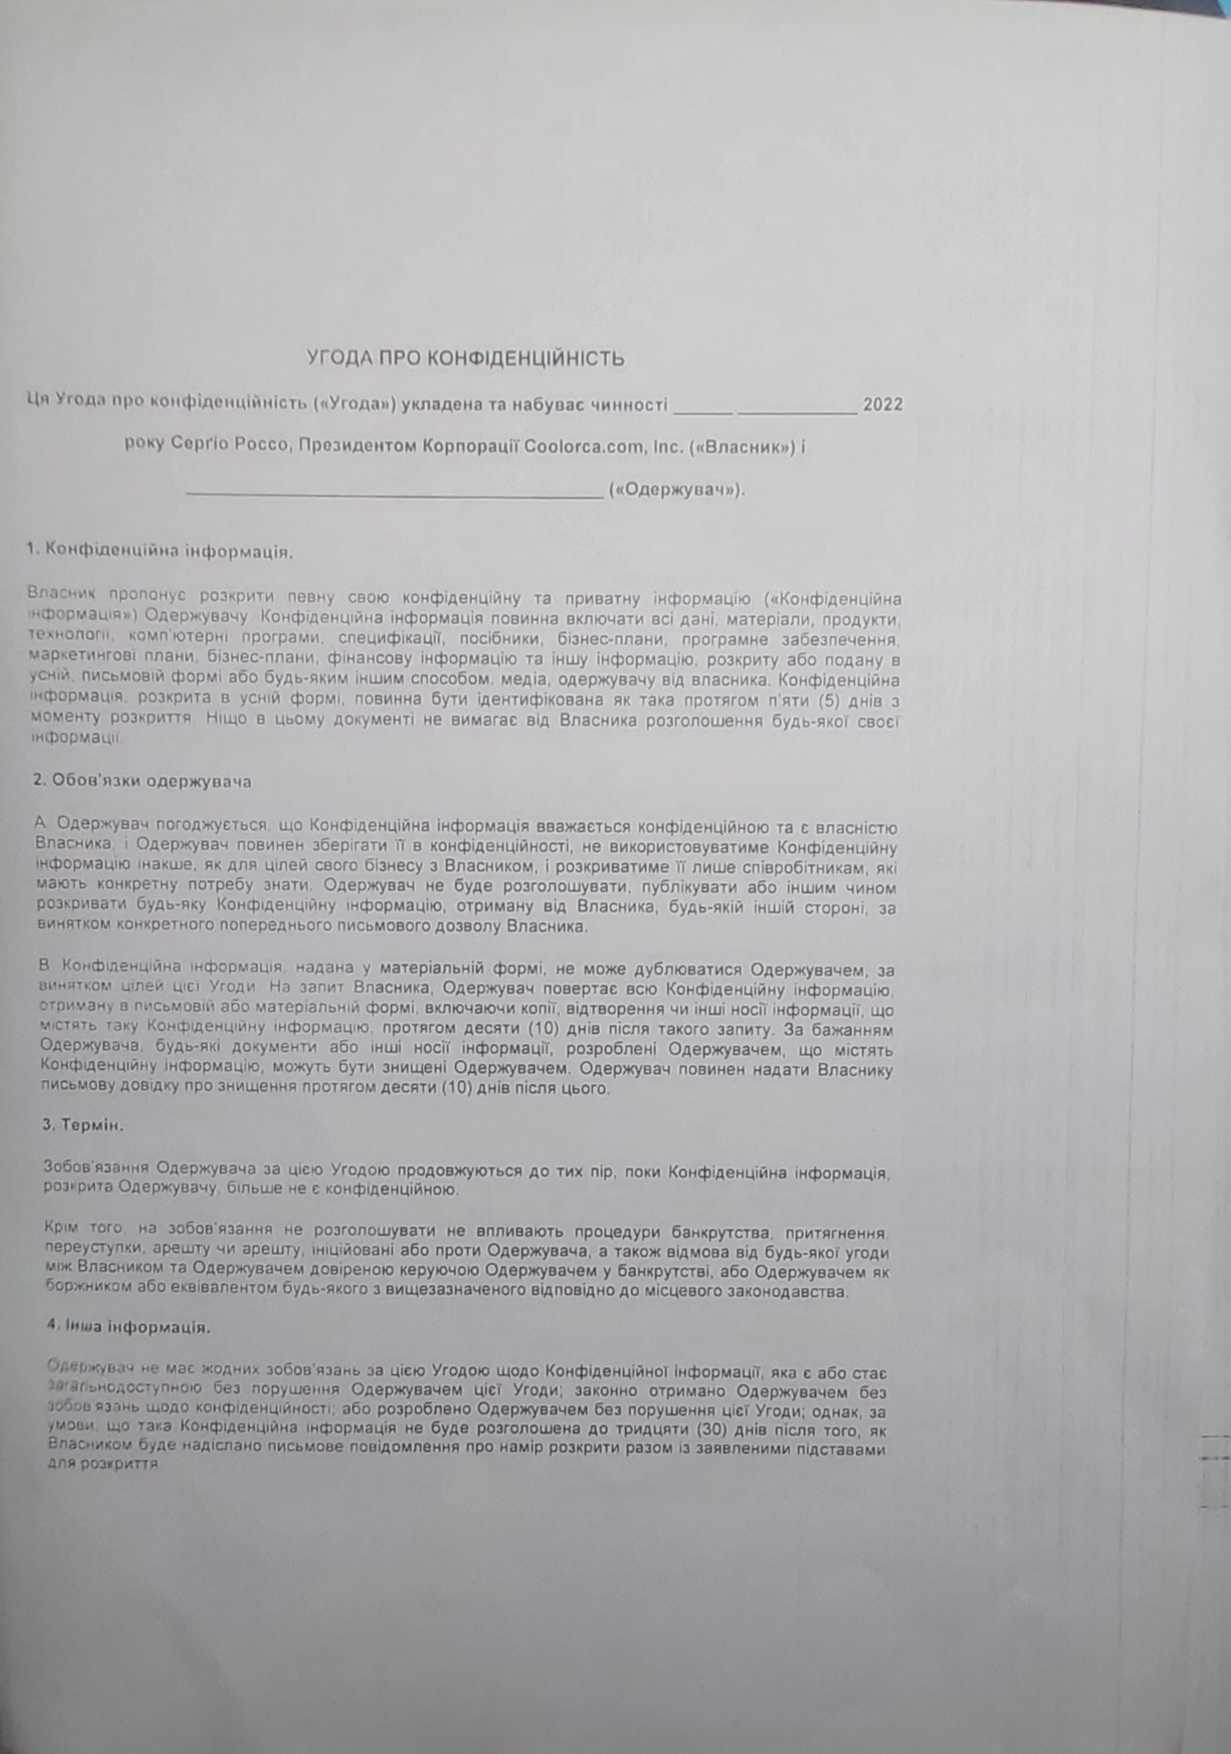 УГОДА ПРО КОНФІДЕНЦІЙНІСТЬ
Ця Угода про конфіденційність («Угода») укладена та набуває чинності ______ ____________ 2022
року Серґіо Россо, Президентом Корпорації Coolorca.com, Inc. («Власник») і
__________________________________________ («Одержувач»).
1. Конфіденційна інформація.
Власник пропонує розкрити певну свою конфіденційну та приватну інформацію («Конфіденційна
інформація») Одержувачу. Конфіденційна інформація повинна включати всі дані, матеріали, продукти,
технології, комп'ютерні програми, специфікації, посібники, бізнес-плани, програмне забезпечення,
маркетингові плани, бізнес-плани, фінансову інформацію та іншу інформацію, розкриту або подану в
усній, письмовій формі або будь-яким іншим способом. медіа, одержувачу від власника. Конфіденційна
інформація, розкрита в усній формі, повинна бути ідентифікована як така протягом п'яти (5) днів з
моменту розкриття. Ніщо в цьому документі не вимагає від Власника розголошення будь-якої своєї
інформації.
2. Обов'язки одержувача
А. Одержувач погоджується, що Конфіденційна інформація вважається конфіденційною та є власністю
Власника, і Одержувач повинен зберігати її в конфіденційності, не використовуватиме Конфіденційну
інформацію інакше, як для цілей свого бізнесу з Власником, і розкриватиме її лише співробітникам, які
мають конкретну потребу знати. Одержувач не буде розголошувати, публікувати або іншим чином
розкривати будь-яку Конфіденційну інформацію, отриману від Власника, будь-якій іншій стороні, за
винятком конкретного попереднього письмового дозволу Власника.
В. Конфіденційна інформація, надана у матеріальній формі, не може дублюватися Одержувачем, за
винятком цілей цієї Угоди. На запит Власника, Одержувач повертає всю Конфіденційну інформацію,
отриману в письмовій або матеріальній формі, включаючи копії, відтворення чи інші носії інформації, що
містять таку Конфіденційну інформацію, протягом десяти (10) днів після такого запиту. За бажанням
Одержувача, будь-які документи або інші носії інформації, розроблені Одержувачем, що містять
Конфіденційну інформацію, можуть бути знищені Одержувачем. Одержувач повинен надати Власнику
письмову довідку про знищення протягом десяти (10) днів після цього.
3. Термін.
Зобов'язання Одержувача за цією Угодою продовжуються до тих пір, поки Конфіденційна інформація,
розкрита Одержувачу, більше не є конфіденційною.
Крім того, на зобов'язання не розголошувати не впливають процедури банкрутства, притягнення,
переуступки, арешту чи арешту, ініційовані або проти Одержувача, а також відмова від будь-якої угоди
між Власником та Одержувачем довіреною керуючою Одержувачем у банкрутстві, або Одержувачем як
боржником або еквівалентом будь-якого з вищезазначеного відповідно до місцевого законодавства.
4. Інша інформація.
Одержувач не має жодних зобов'язань за цією Угодою щодо Конфіденційної Інформації, яка є або стає
загальнодоступною без порушення Одержувачем цієї Угоди; законно отримано Одержувачем без
зобов'язань щодо конфіденційності; або розроблено Одержувачем без порушення цієї Угоди; однак, за
умови, що така Конфіденційна інформація не буде розголошена до тридцяти (30) днів після того, як
Власником буде надіслано письмове повідомлення про намір розкрити разом із заявленими підставами
для розкриття.